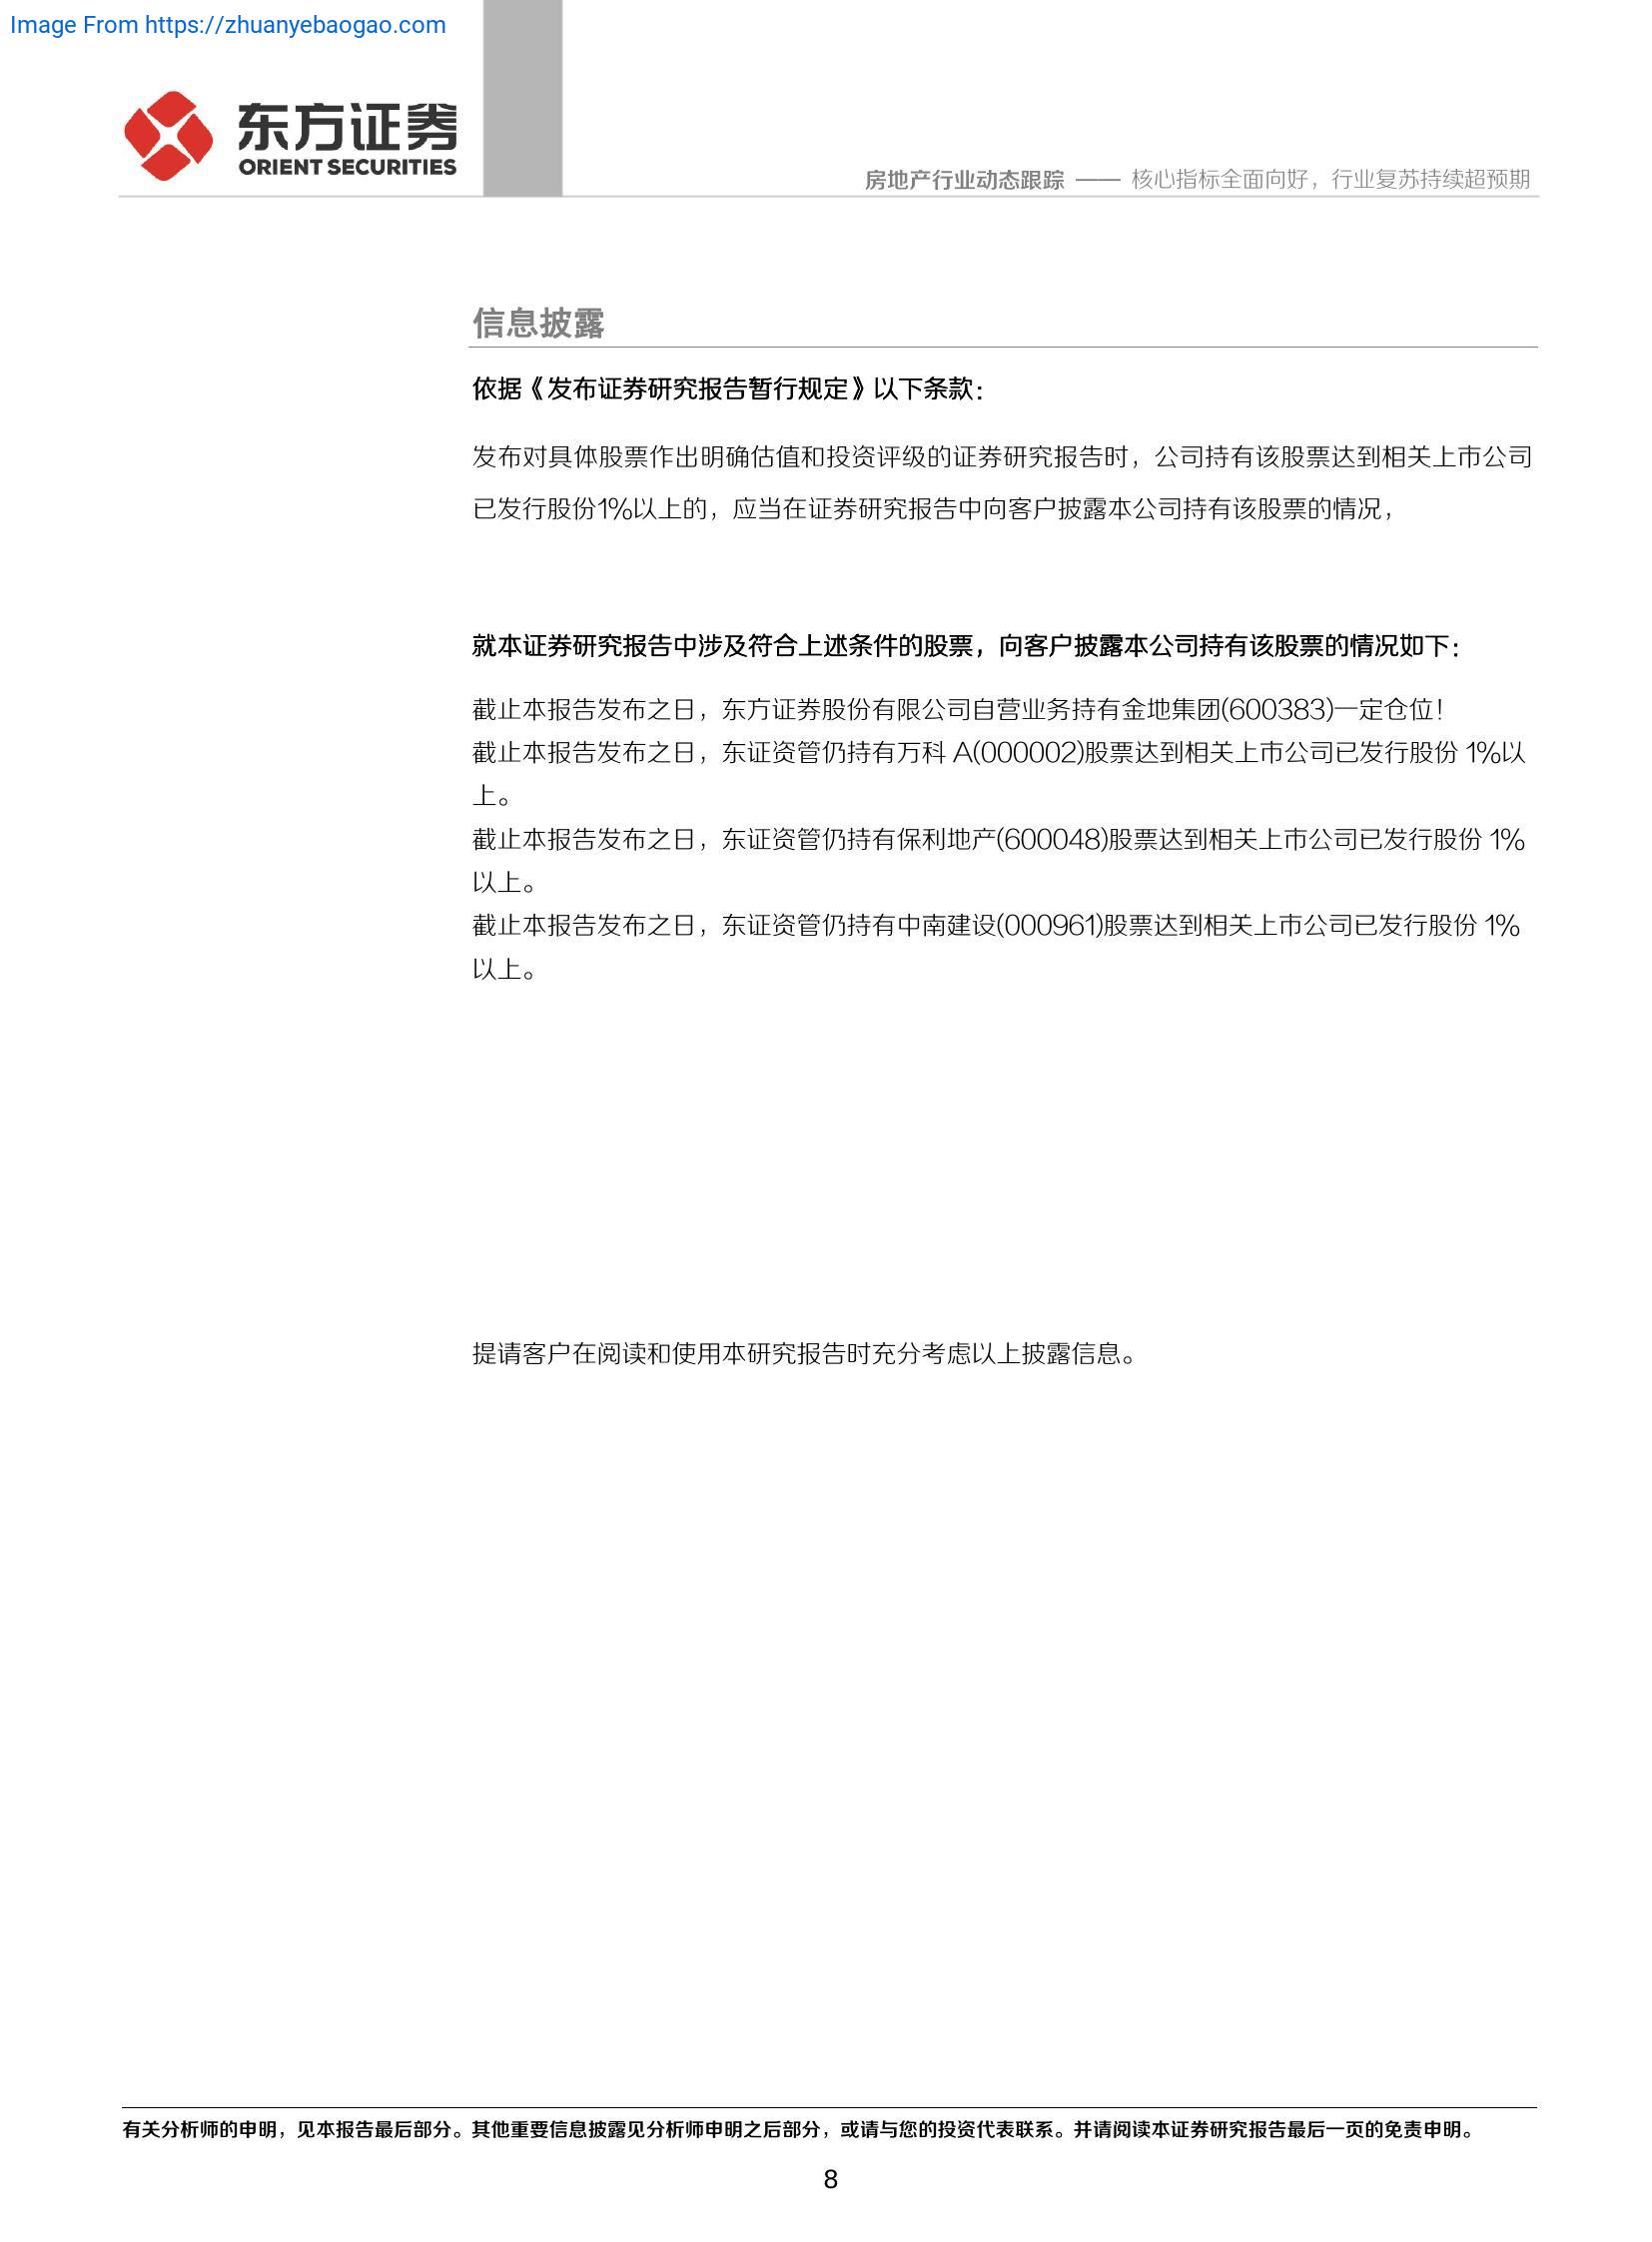 Image From https://zhuanyebaogao.com
东方证券
ORIENT SECURITIES
房地产行业动态跟踪 —— 核心指标全面向好，行业复苏持续超预期
信息披露
依据《发布证券研究报告暂行规定》以下条款：
发布对具体股票作出明确估值和投资评级的证券研究报告时，公司持有该股票达到相关上市公司
已发行股份1%以上的，应当在证券研究报告中向客户披露本公司持有该股票的情况，
就本证券研究报告中涉及符合上述条件的股票，向客户披露本公司持有该股票的情况如下：
截止本报告发布之日，东方证券股份有限公司自营业务持有金地集团(600383)一定仓位！
截止本报告发布之日，东证资管仍持有万科 A(000002)股票达到相关上市公司已发行股份 1%以
上。
截止本报告发布之日，东证资管仍持有保利地产(600048)股票达到相关上市公司已发行股份 1%
以上。
截止本报告发布之日，东证资管仍持有中南建设(000961)股票达到相关上市公司已发行股份 1%
以上。
提请客户在阅读和使用本研究报告时充分考虑以上披露信息。
有关分析师的申明，见本报告最后部分。其他重要信息披露见分析师申明之后部分，或请与您的投资代表联系。并请阅读本证券研究报告最后一页的免责申明。
8